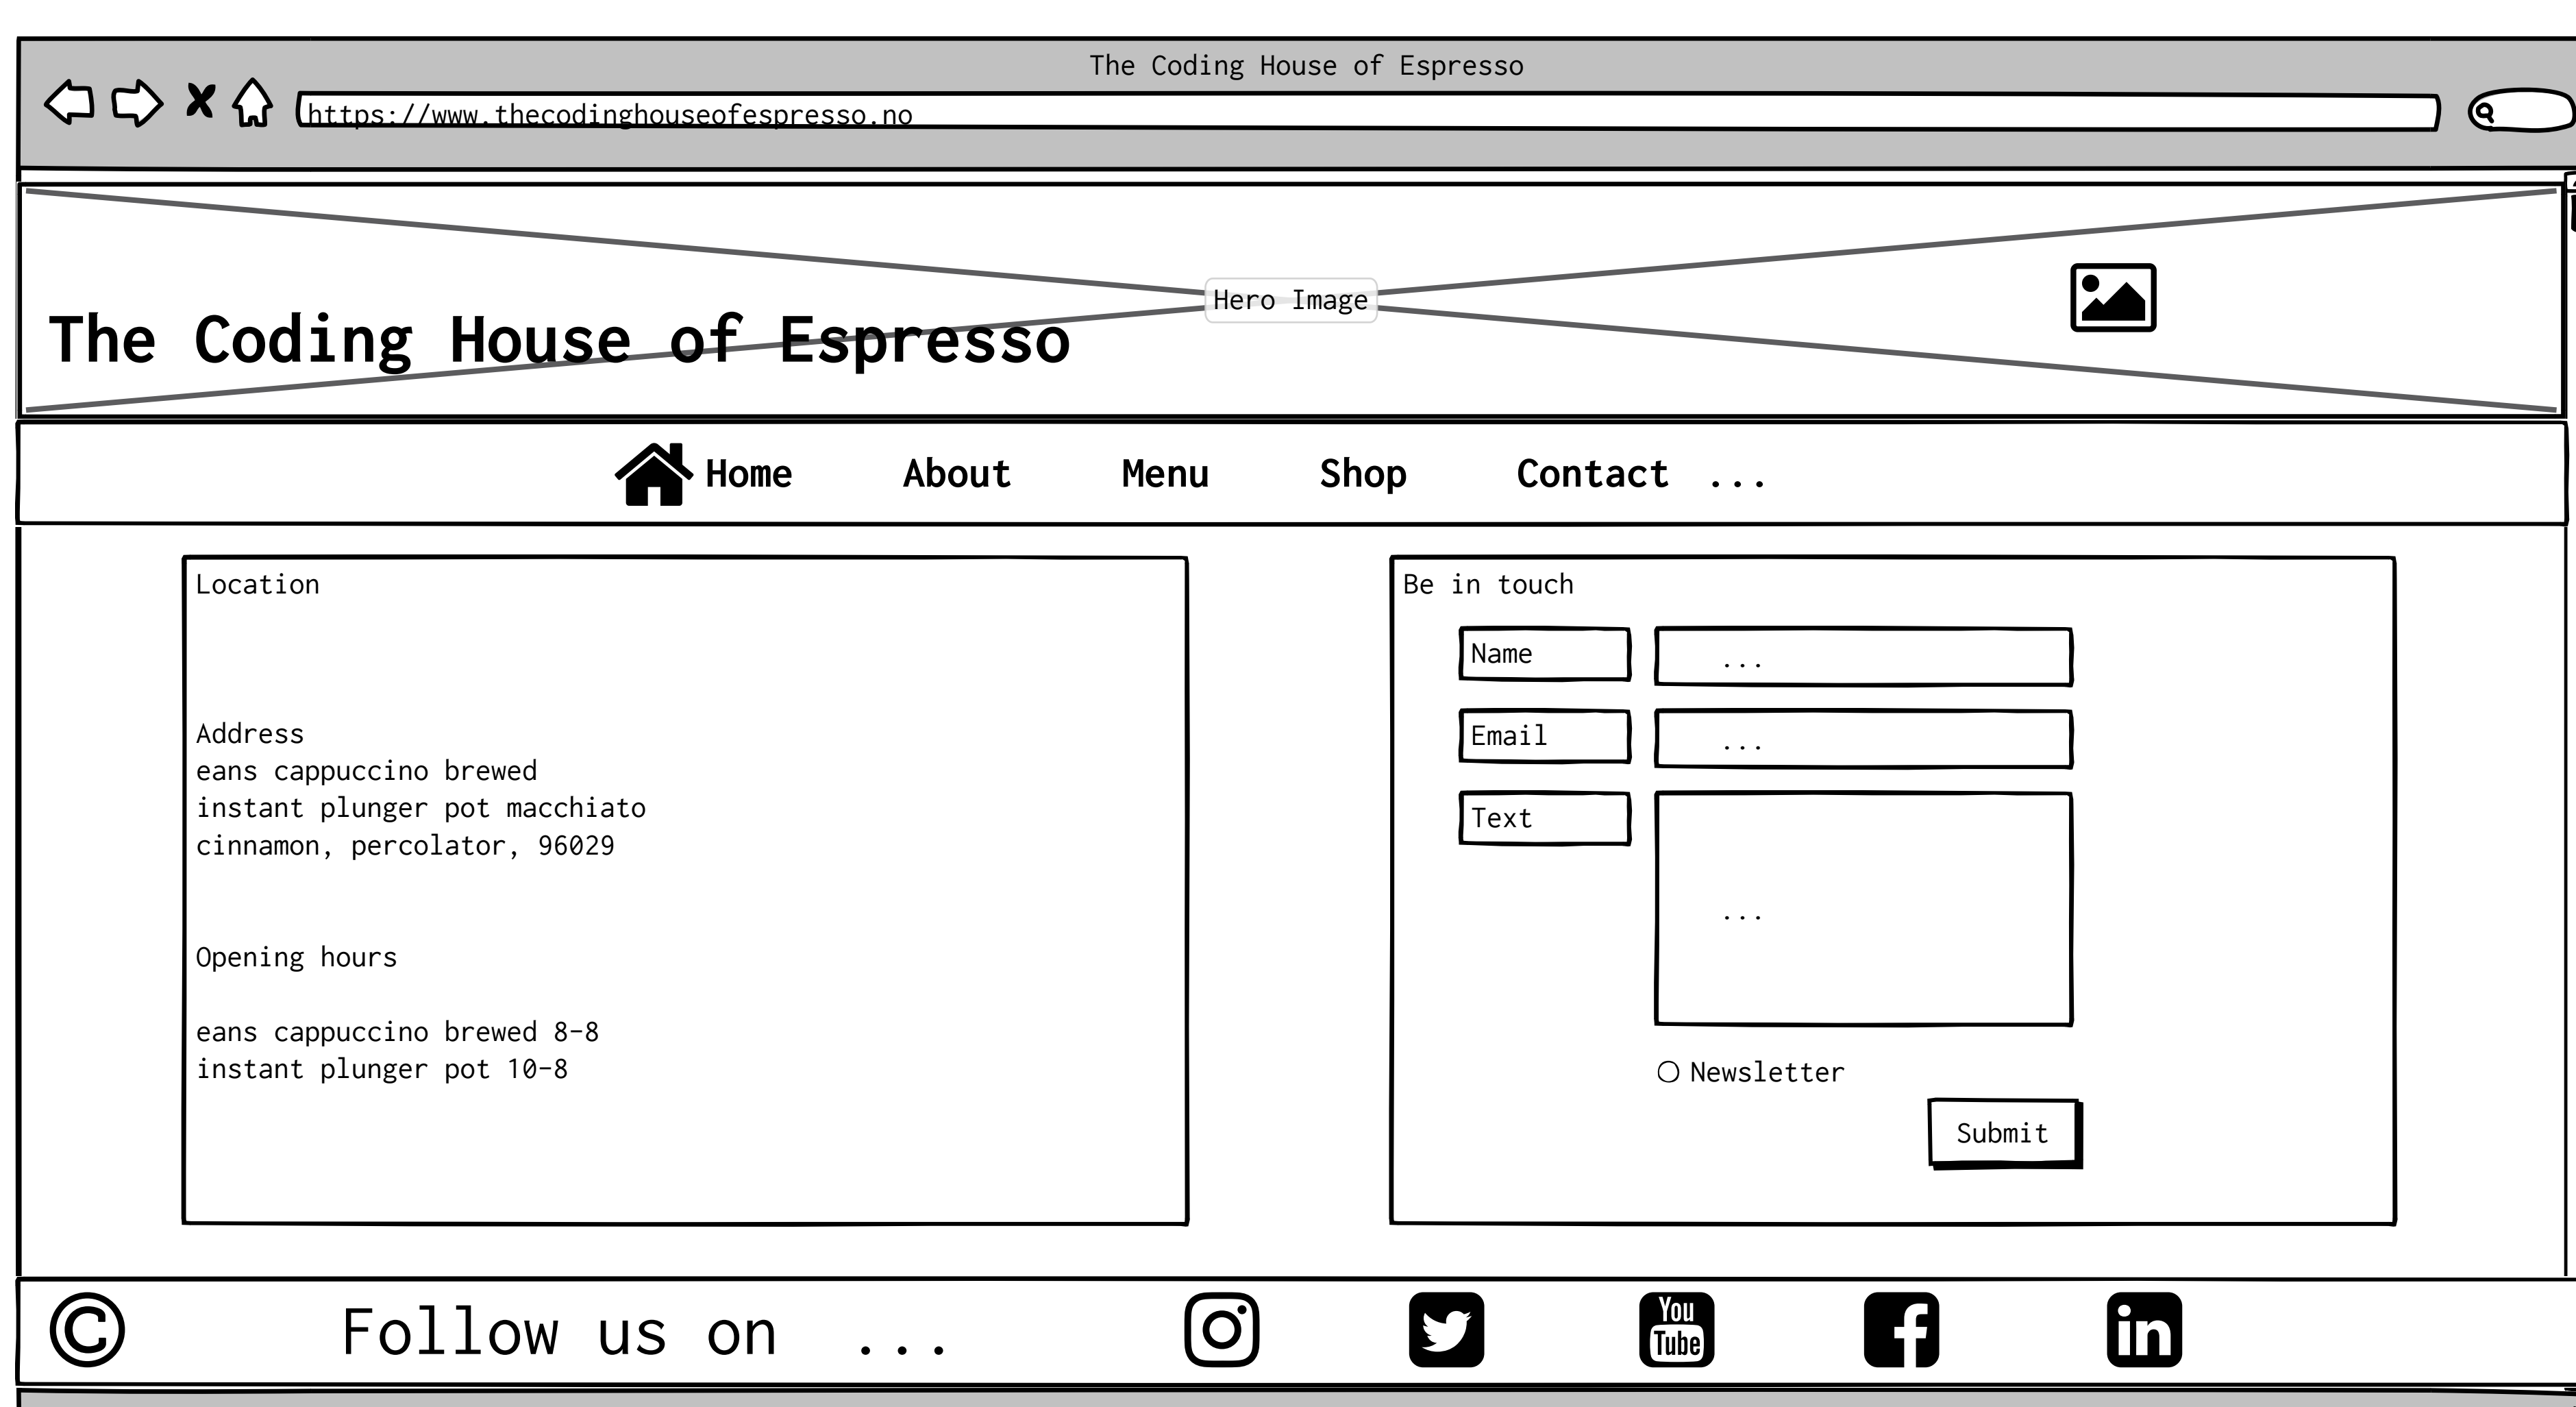 The Coding House of Espresso
https://www.thecodinghouseofespresso.no
Hero Image
The Coding House of Espresso
Home About Menu Shop Contact ...
Location
Address
eans cappuccino brewed
instant plunger pot macchiato
cinnamon, percolator, 96029
Opening hours
eans cappuccino brewed 8-8
instant plunger pot 10-8
Be in touch
Name ...
Email ...
Text ...
Newsletter
Submit
© Follow us on ... You Tube f in